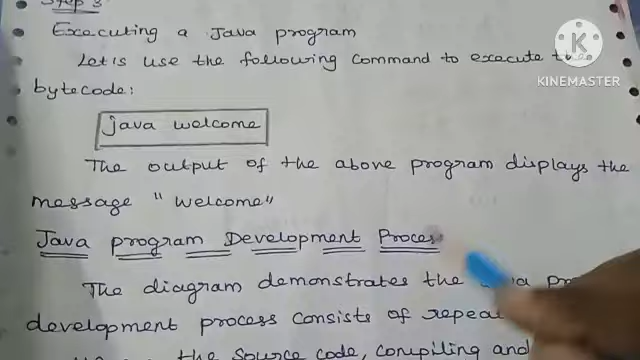 Step 3
Executing a Java program
Let's use the following command to execute the
bytecode:
java welcome
The output of the above program displays the
message "welcome"
Java program Development Process
The diagram demonstrates the
development process consists of
the source code, compiling and
K
KINEMASTER